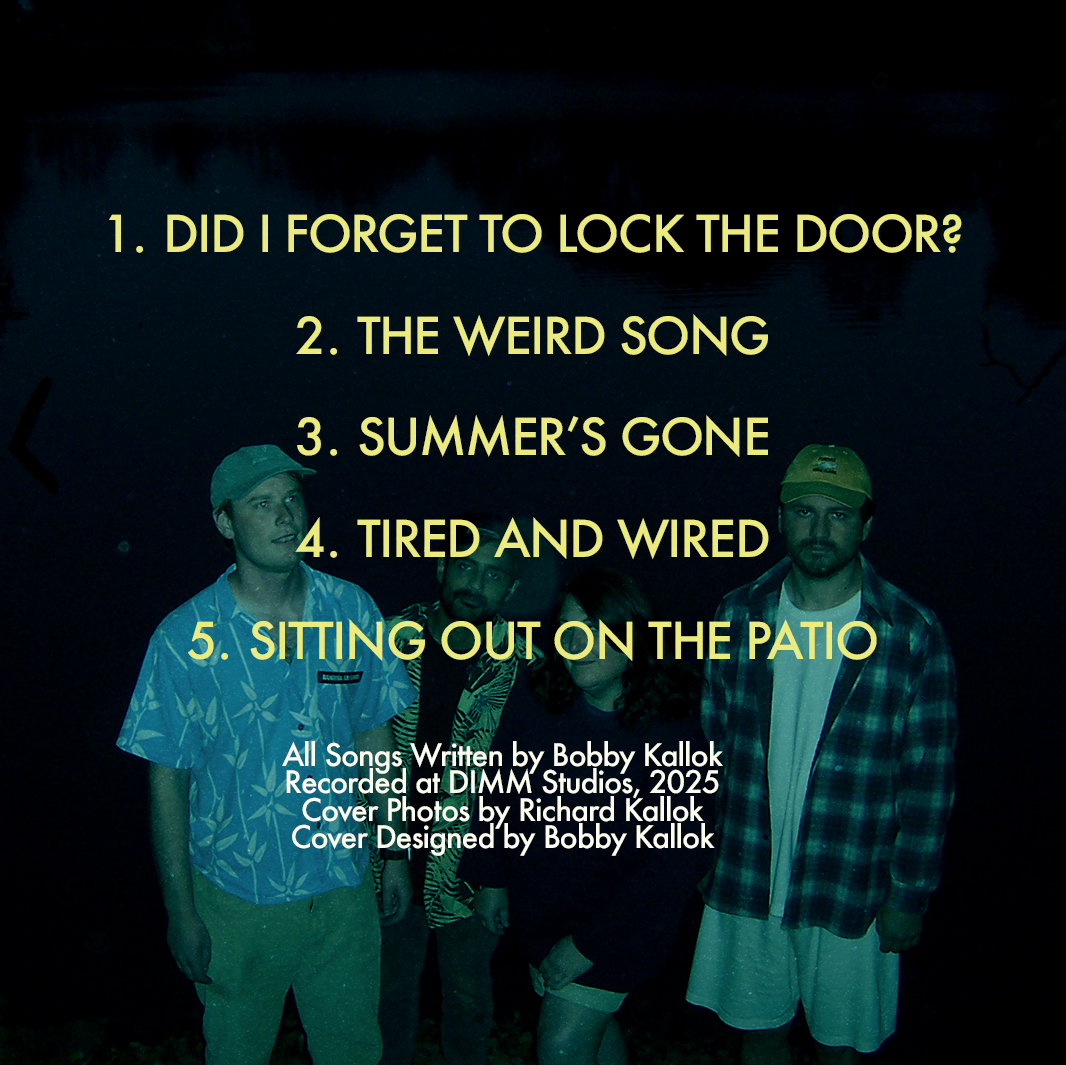 1. DID I FORGET TO LOCK THE DOOR?
2. THE WEIRD SONG
3. SUMMER’S GONE
4. TIRED AND WIRED
5. SITTING OUT ON THE PATIO
All Songs Written by Bobby Kallok
Recorded at DIMM Studios, 2025
Cover Photos by Richard Kallok
Cover Designed by Bobby Kallok